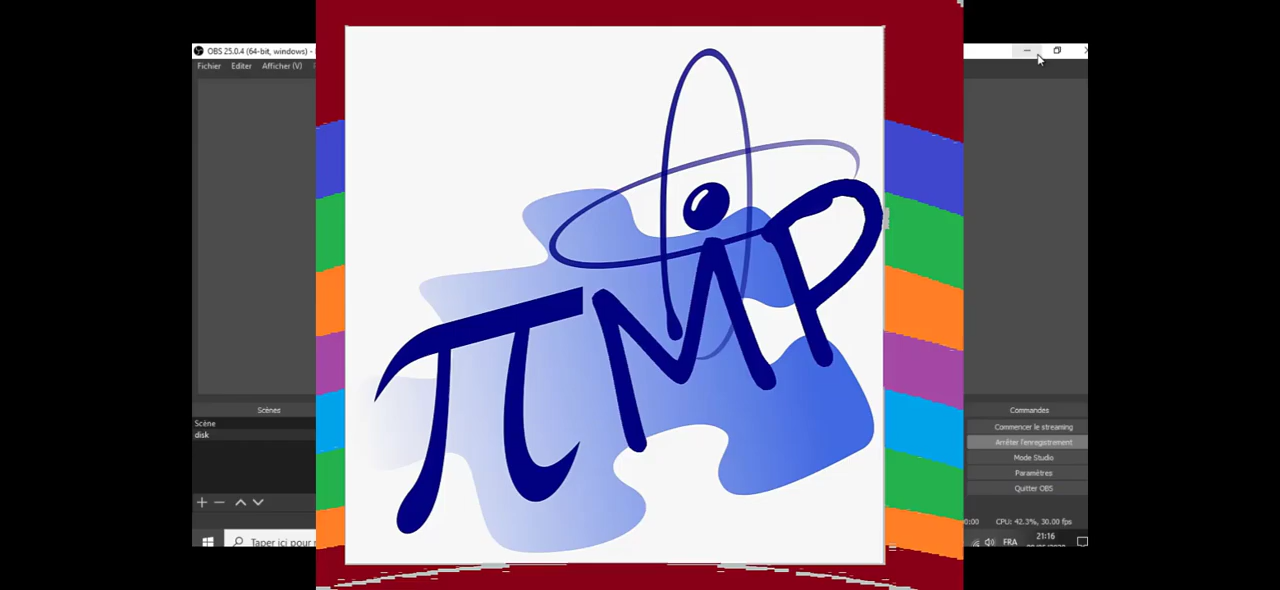 OBS 25.0.4 (64-bit, windows) -
Fichier Editer Afficher (V)
πMP
Scènes
Scène
disk
Commandes
Commencer le streaming
Arrêter l'enregistrement
Mode Studio
Paramètres
Quitter OBS
CPU: 42.3%, 30.00 fps
Taper ici pour
FRA
21:16